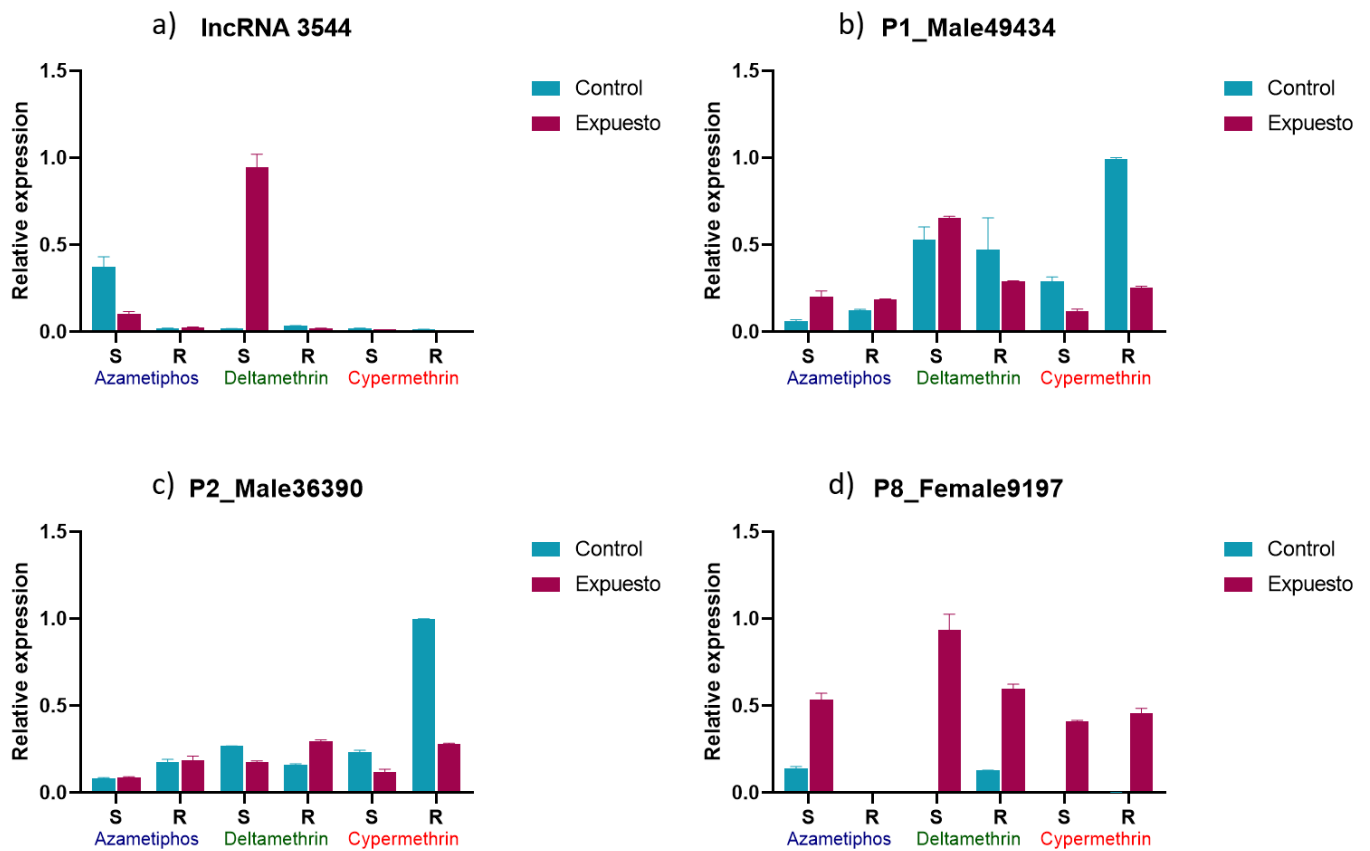 a) lncRNA 3544
Relative expression
1.5
1.0
0.5
0.0
S R S R S R
Azametiphos Deltamethrin Cypermethrin
Control
Expuesto
b) P1_Male49434
Relative expression
1.5
1.0
0.5
0.0
S R S R S R
Azametiphos Deltamethrin Cypermethrin
Control
Expuesto
c) P2_Male36390
Relative expression
1.5
1.0
0.5
0.0
S R S R S R
Azametiphos Deltamethrin Cypermethrin
Control
Expuesto
d) P8_Female9197
Relative expression
1.5
1.0
0.5
0.0
S R S R S R
Azametiphos Deltamethrin Cypermethrin
Control
Expuesto